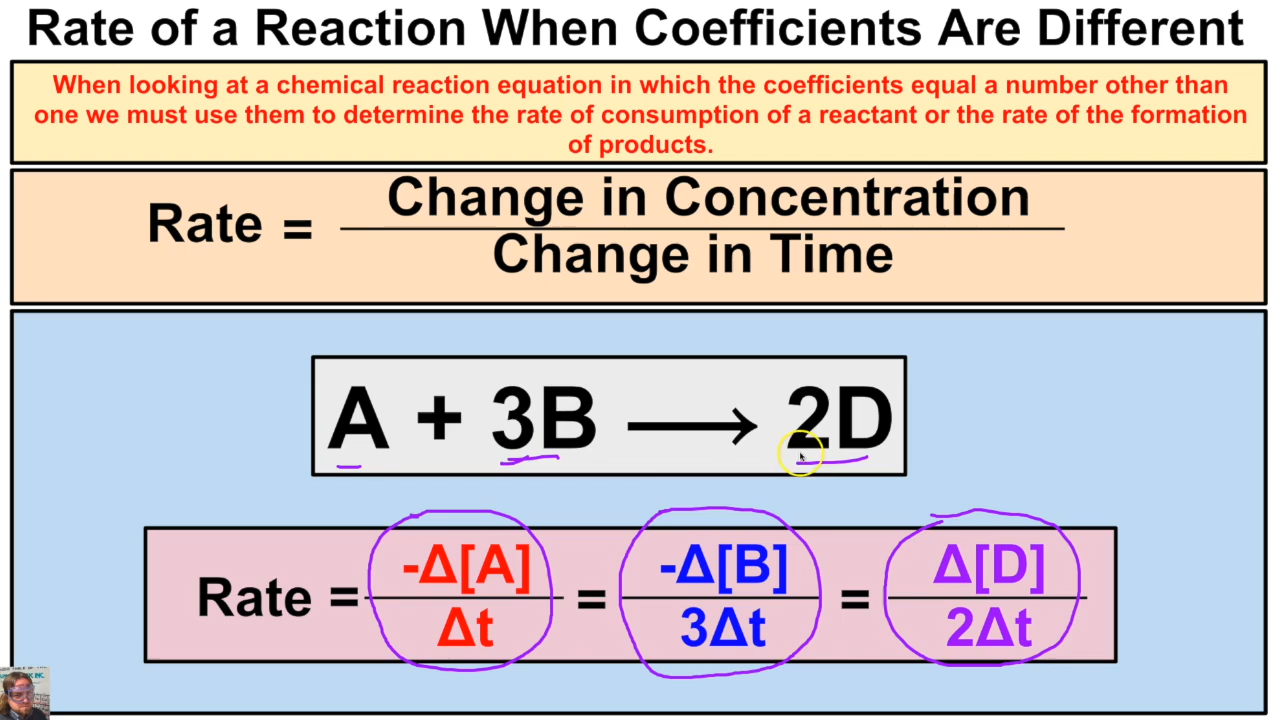 Rate of a Reaction When Coefficients Are Different
When looking at a chemical reaction equation in which the coefficients equal a number other than
one we must use them to determine the rate of consumption of a reactant or the rate of the formation
of products.
Rate = Change in Concentration
Change in Time
A + 3B ⟶ 2D
Rate = -Δ[A] = -Δ[B] = Δ[D]
Δt 3Δt 2Δt